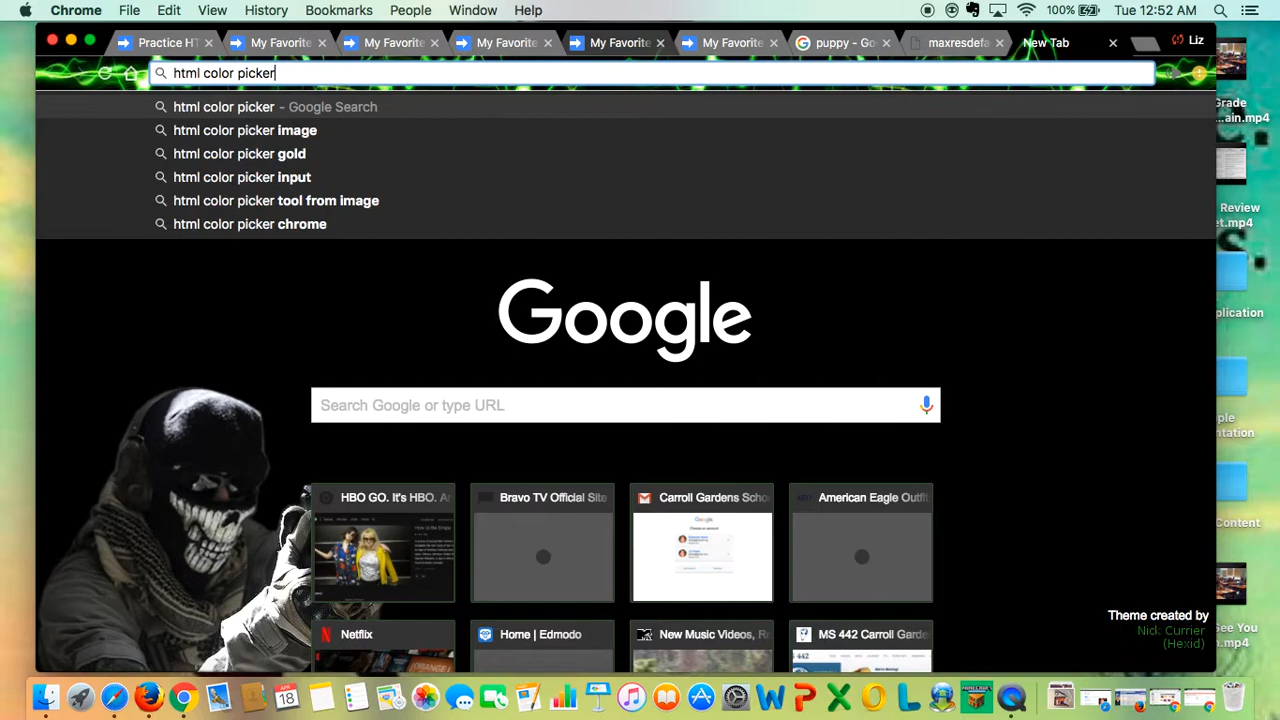 Chrome File Edit View History Bookmarks People Window Help 100% Tue 12:52 AM
Practice HT My Favorite My Favorite My Favorite My Favorite My Favorite puppy - Go maxresdefa New Tab Liz
html color picker
html color picker - Google Search
html color picker image
html color picker gold
html color picker input
html color picker tool from image
html color picker chrome
Grade
...ain.mp4
Review
et.mp4
Google
plication
Search Google or type URL
ple
ntation
HBO GO. It's HBO. Ar Bravo TV Official Site Carroll Gardens Scho American Eagle Outfi
Content
Theme created by
Nick Currier
(Hexid)
Netflix Home | Edmodo New Music Videos, R MS 442 Carroll Garde
See You
n.mp4